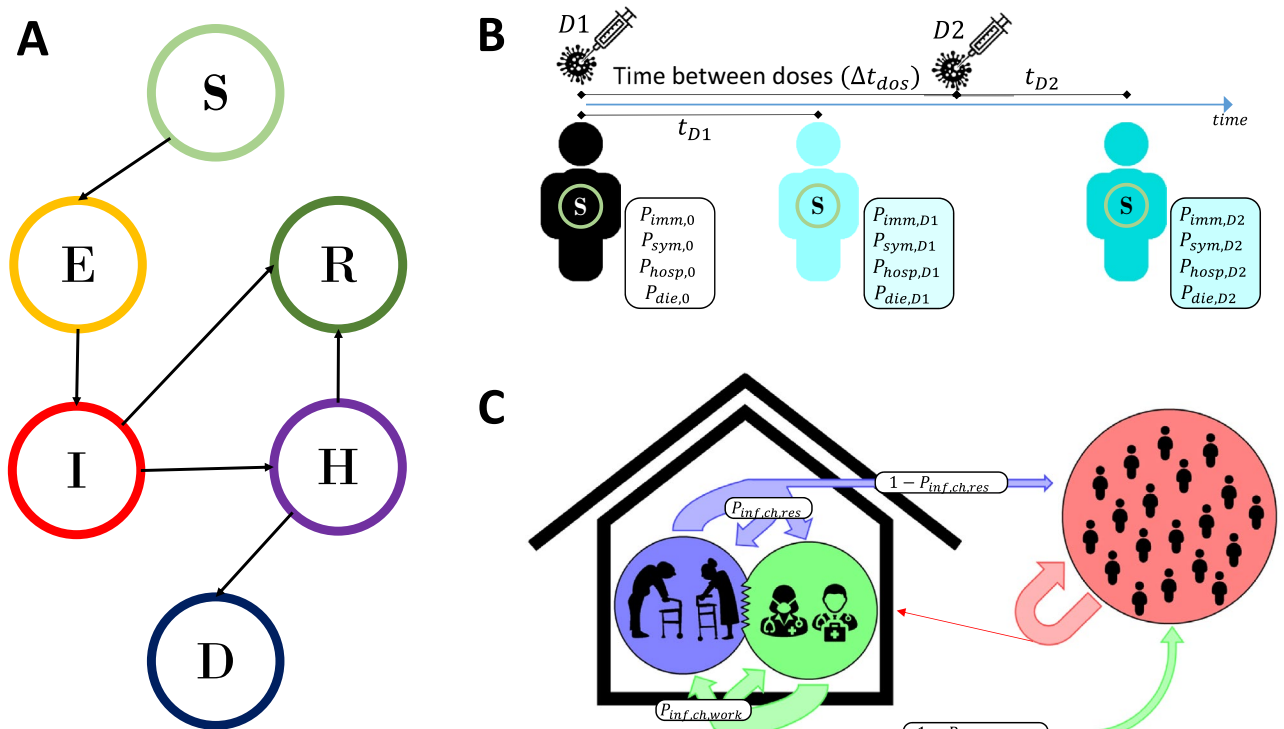 A
S
E
R
I
H
D
B
D1
D2
Time between doses (Δt_dos)
t_D2
time
t_D1
S
P_imm,0
P_sym,0
P_hosp,0
P_die,0
S
P_imm,D1
P_sym,D1
P_hosp,D1
P_die,D1
S
P_imm,D2
P_sym,D2
P_hosp,D2
P_die,D2
C
1 − P_inf,ch,res
P_inf,ch,res
P_inf,ch,work